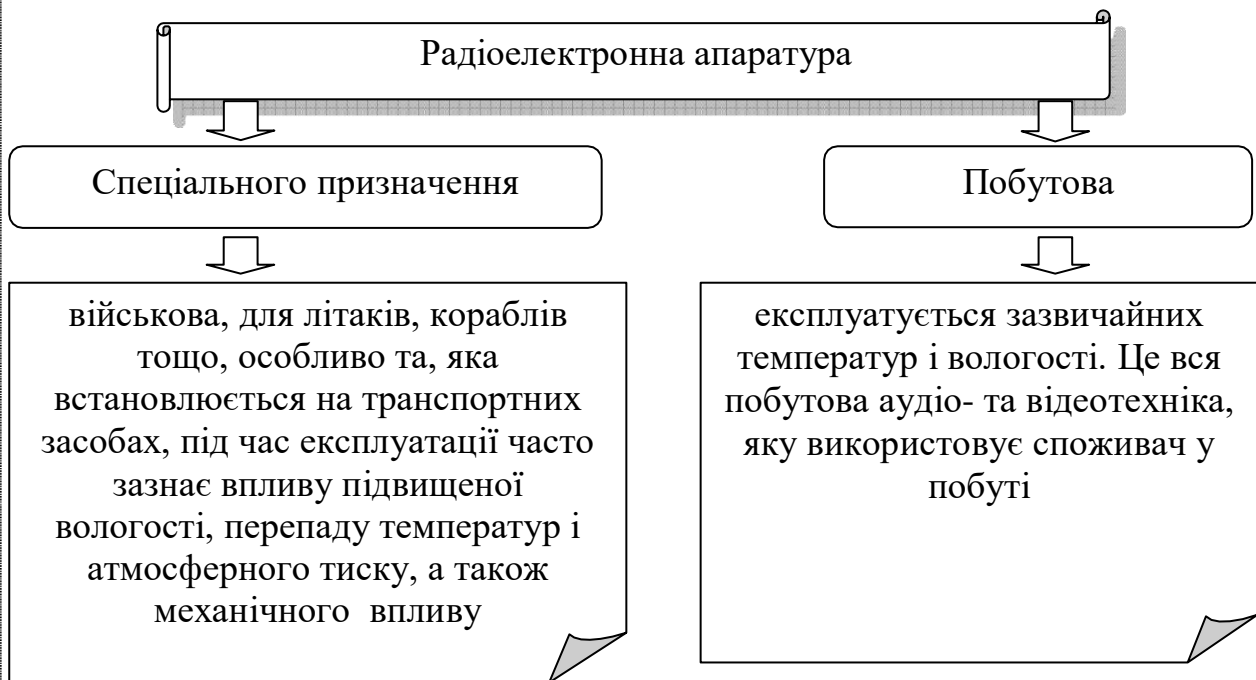 Радіоелектронна апаратура
Спеціального призначення
Побутова
військова, для літаків, кораблів
тощо, особливо та, яка
встановлюється на транспортних
засобах, під час експлуатації часто
зазнає впливу підвищеної
вологості, перепаду температур і
атмосферного тиску, а також
механічного впливу
експлуатується зазвичайних
температур і вологості. Це вся
побутова аудіо- та відеотехніка,
яку використовує споживач у
побуті